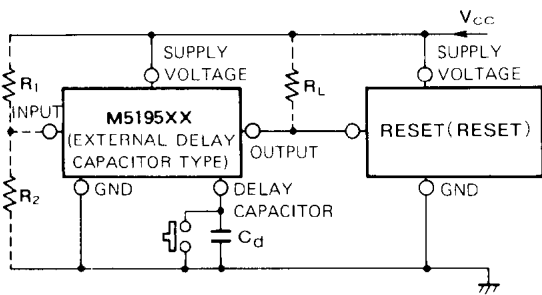 Vcc
SUPPLY
VOLTAGE
SUPPLY
VOLTAGE
R1
RL
INPUT
M5195XX
(EXTERNAL DELAY
CAPACITOR TYPE)
OUTPUT
RESET(RESET)
R2
GND
DELAY
CAPACITOR
GND
Cd